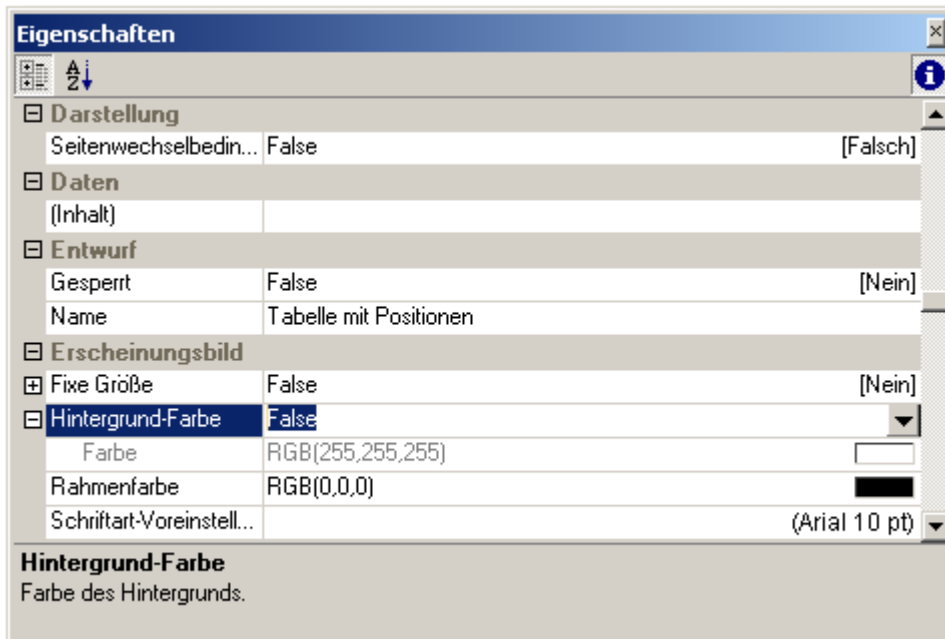 Eigenschaften
Darstellung
Seitenwechselbedin... False [Falsch]
Daten
(Inhalt)
Entwurf
Gesperrt False [Nein]
Name Tabelle mit Positionen
Erscheinungsbild
Fixe Größe False [Nein]
Hintergrund-Farbe False
Farbe RGB(255,255,255)
Rahmenfarbe RGB(0,0,0)
Schriftart-Voreinstell... (Arial 10 pt)
Hintergrund-Farbe
Farbe des Hintergrunds.